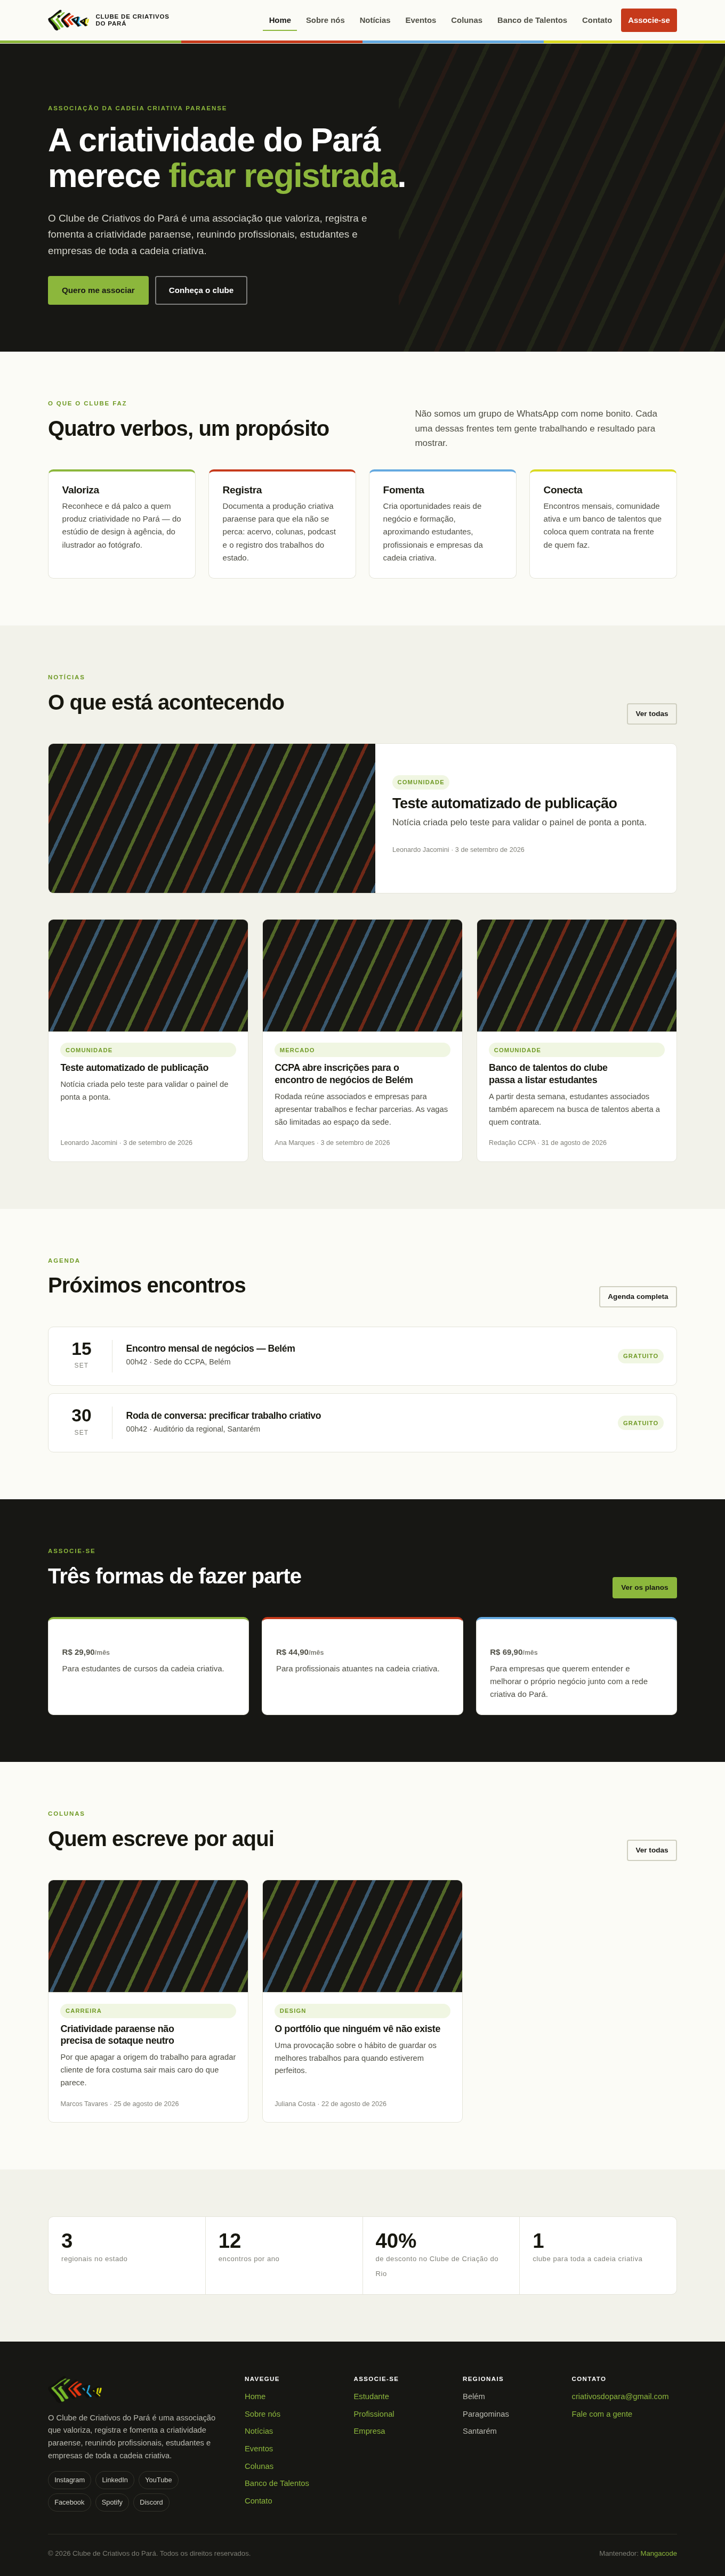 CLUBE DE CRIATIVOS
DO PARÁ
Home Sobre nós Notícias Eventos Colunas Banco de Talentos Contato Associe-se
ASSOCIAÇÃO DA CADEIA CRIATIVA PARAENSE
A criatividade do Pará
merece ficar registrada.
O Clube de Criativos do Pará é uma associação que valoriza, registra e
fomenta a criatividade paraense, reunindo profissionais, estudantes e
empresas de toda a cadeia criativa.
Quero me associar Conheça o clube
O QUE O CLUBE FAZ
Quatro verbos, um propósito
Não somos um grupo de WhatsApp com nome bonito. Cada
uma dessas frentes tem gente trabalhando e resultado para
mostrar.
Valoriza
Reconhece e dá palco a quem
produz criatividade no Pará — do
estúdio de design à agência, do
ilustrador ao fotógrafo.
Registra
Documenta a produção criativa
paraense para que ela não se
perca: acervo, colunas, podcast
e o registro dos trabalhos do
estado.
Fomenta
Cria oportunidades reais de
negócio e formação,
aproximando estudantes,
profissionais e empresas da
cadeia criativa.
Conecta
Encontros mensais, comunidade
ativa e um banco de talentos que
coloca quem contrata na frente
de quem faz.
NOTÍCIAS
O que está acontecendo
Ver todas
COMUNIDADE
Teste automatizado de publicação
Notícia criada pelo teste para validar o painel de ponta a ponta.
Leonardo Jacomini · 3 de setembro de 2026
COMUNIDADE
Teste automatizado de publicação
Notícia criada pelo teste para validar o painel de
ponta a ponta.
Leonardo Jacomini · 3 de setembro de 2026
MERCADO
CCPA abre inscrições para o
encontro de negócios de Belém
Rodada reúne associados e empresas para
apresentar trabalhos e fechar parcerias. As vagas
são limitadas ao espaço da sede.
Ana Marques · 3 de setembro de 2026
COMUNIDADE
Banco de talentos do clube
passa a listar estudantes
A partir desta semana, estudantes associados
também aparecem na busca de talentos aberta a
quem contrata.
Redação CCPA · 31 de agosto de 2026
AGENDA
Próximos encontros
Agenda completa
15
SET
Encontro mensal de negócios — Belém
00h42 · Sede do CCPA, Belém
GRATUITO
30
SET
Roda de conversa: precificar trabalho criativo
00h42 · Auditório da regional, Santarém
GRATUITO
ASSOCIE-SE
Três formas de fazer parte
Ver os planos
R$ 29,90/mês
Para estudantes de cursos da cadeia criativa.
R$ 44,90/mês
Para profissionais atuantes na cadeia criativa.
R$ 69,90/mês
Para empresas que querem entender e
melhorar o próprio negócio junto com a rede
criativa do Pará.
COLUNAS
Quem escreve por aqui
Ver todas
CARREIRA
Criatividade paraense não
precisa de sotaque neutro
Por que apagar a origem do trabalho para agradar
cliente de fora costuma sair mais caro do que
parece.
Marcos Tavares · 25 de agosto de 2026
DESIGN
O portfólio que ninguém vê não existe
Uma provocação sobre o hábito de guardar os
melhores trabalhos para quando estiverem
perfeitos.
Juliana Costa · 22 de agosto de 2026
3
regionais no estado
12
encontros por ano
40%
de desconto no Clube de Criação do
Rio
1
clube para toda a cadeia criativa
O Clube de Criativos do Pará é uma associação
que valoriza, registra e fomenta a criatividade
paraense, reunindo profissionais, estudantes e
empresas de toda a cadeia criativa.
Instagram LinkedIn YouTube
Facebook Spotify Discord
NAVEGUE
Home
Sobre nós
Notícias
Eventos
Colunas
Banco de Talentos
Contato
ASSOCIE-SE
Estudante
Profissional
Empresa
REGIONAIS
Belém
Paragominas
Santarém
CONTATO
criativosdopara@gmail.com
Fale com a gente
© 2026 Clube de Criativos do Pará. Todos os direitos reservados.
Mantenedor: Mangacode